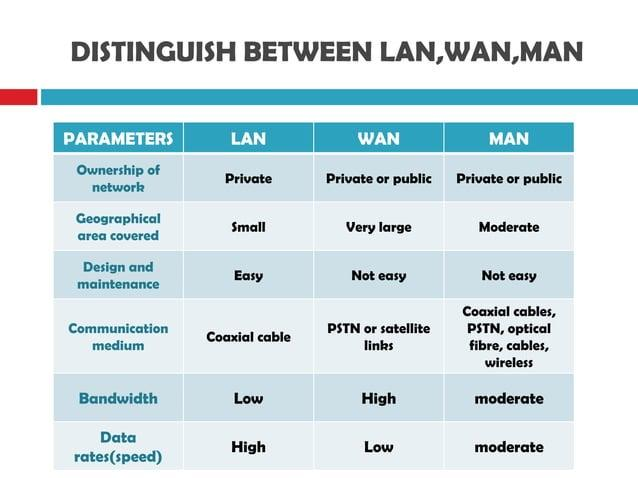 DISTINGUISH BETWEEN LAN,WAN,MAN
PARAMETERS LAN WAN MAN
Ownership of
network
Private Private or public Private or public
Geographical
area covered
Small Very large Moderate
Design and
maintenance
Easy Not easy Not easy
Communication
medium
Coaxial cable
PSTN or satellite
links
Coaxial cables,
PSTN, optical
fibre, cables,
wireless
Bandwidth Low High moderate
Data
rates(speed)
High Low moderate